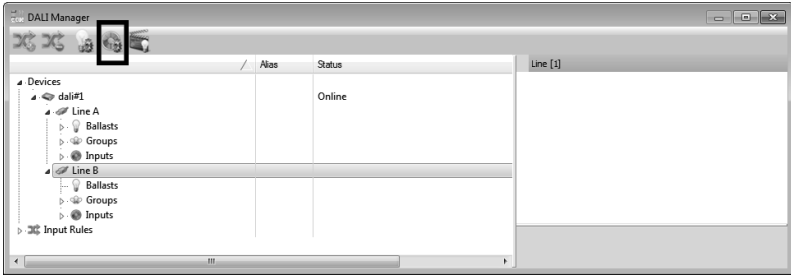 DALI Manager
Alias Status Line [1]
Devices
dali#1 Online
Line A
Ballasts
Groups
Inputs
Line B
Ballasts
Groups
Inputs
Input Rules